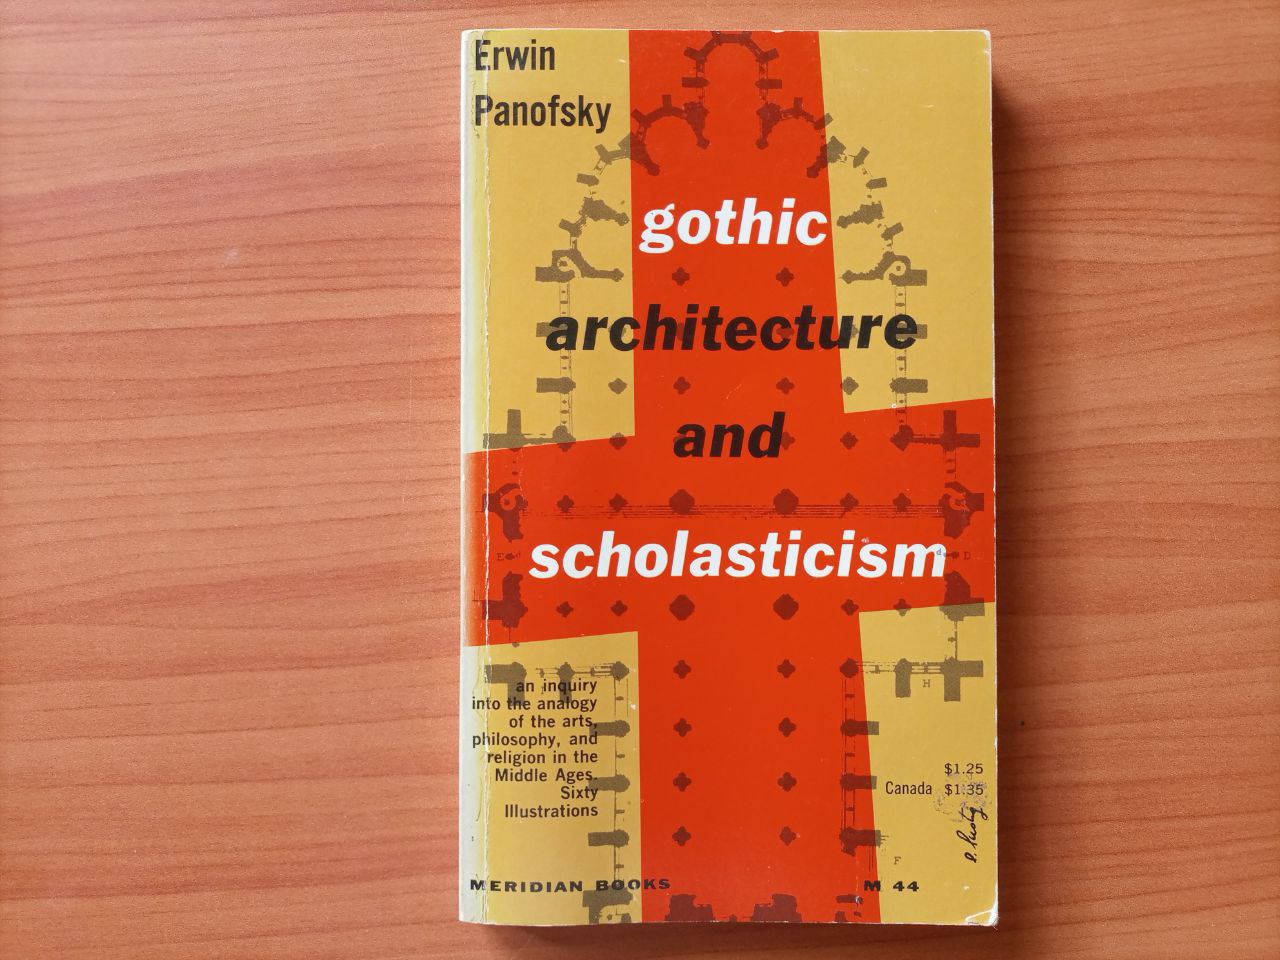 Erwin
Panofsky
gothic
architecture
and
scholasticism
E
d
d
D
H
an inquiry
into the analogy
of the arts,
philosophy, and
religion in the
Middle Ages.
Sixty
Illustrations
$1.25
Canada $1.35
F
MERIDIAN BOOKS
M 44